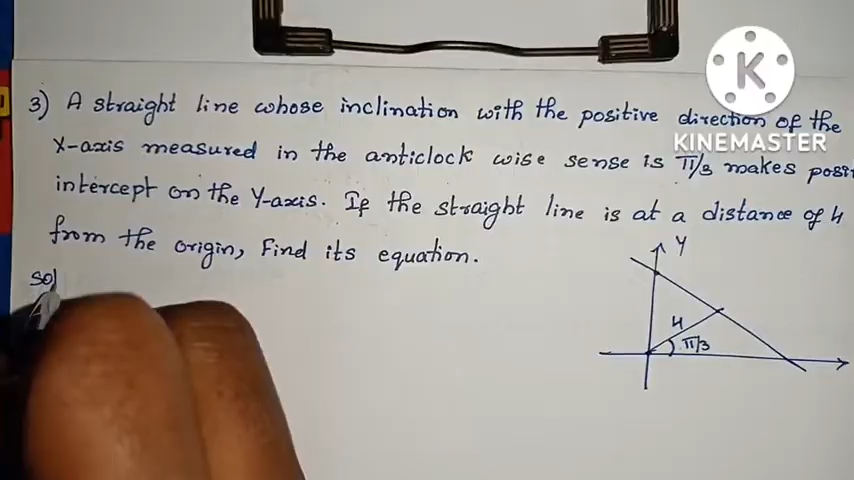 3) A straight line whose inclination with the positive direction of the
X-axis measured in the anticlock wise sense is π/3 makes
intercept on the Y-axis. If the straight line is at a distance of 4
from the origin, Find its equation.
Sol
Y
4
π/3
K
KINEMASTER